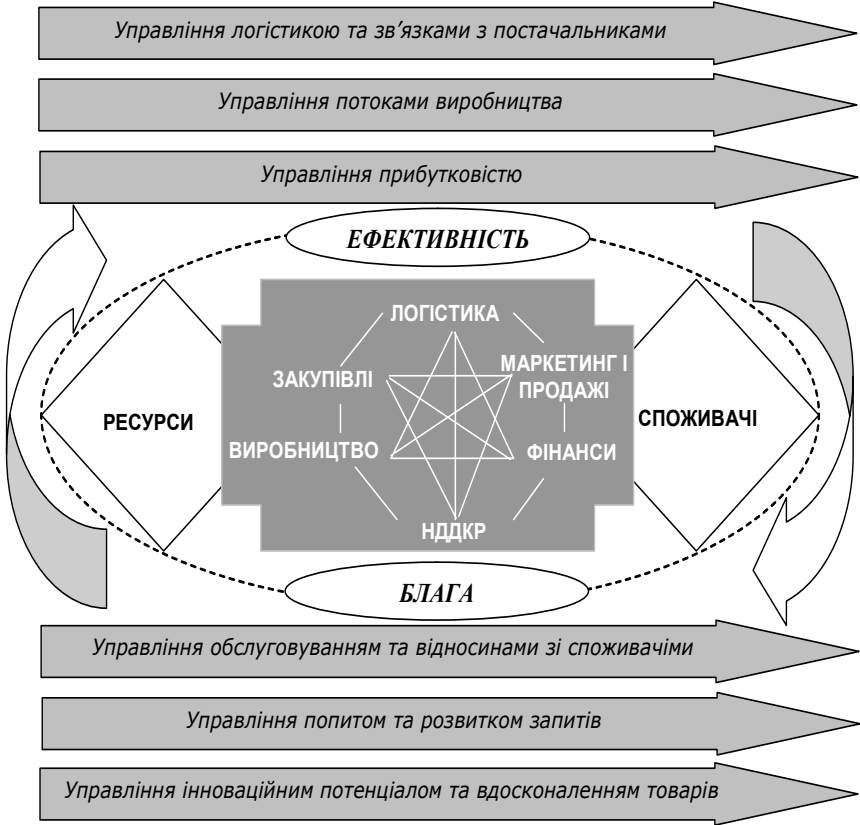 Управління логістикою та зв’язками з постачальниками
Управління потоками виробництва
Управління прибутковістю
ЕФЕКТИВНІСТЬ
ЛОГІСТИКА
ЗАКУПІВЛІ
МАРКЕТИНГ І
ПРОДАЖІ
РЕСУРСИ
СПОЖИВАЧІ
ВИРОБНИЦТВО
ФІНАНСИ
НДДКР
БЛАГА
Управління обслуговуванням та відносинами зі споживачіми
Управління попитом та розвитком запитів
Управління інноваційним потенціалом та вдосконаленням товарів